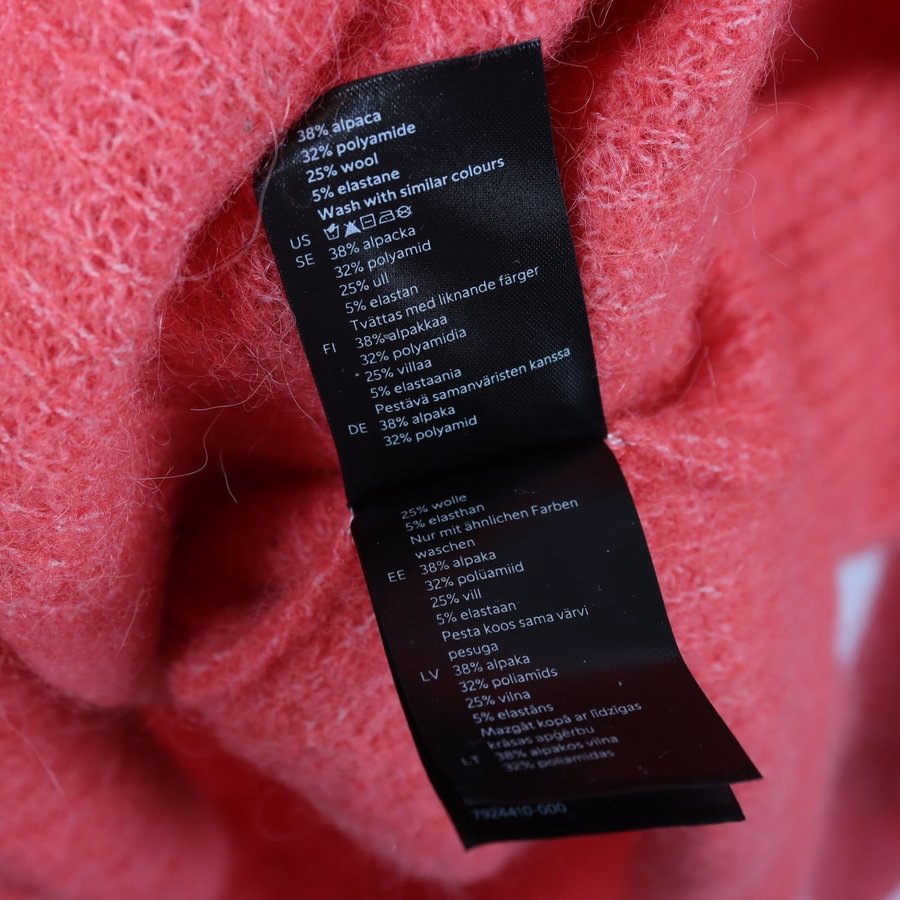 38% alpaca
32% polyamide
25% wool
5% elastane
Wash with similar colours
US
SE 38% alpacka
32% polyamid
25% ull
5% elastan
Tvättas med liknande färger
FI 38% alpakkaa
32% polyamidia
25% villaa
5% elastaania
Pestävä samanväristen kanssa
DE 38% alpaka
32% polyamid
25% wolle
5% elasthan
Nur mit ähnlichen Farben
waschen
EE 38% alpaka
32% polüamiid
25% vill
5% elastaan
Pesta koos sama värvi
pesuga
LV 38% alpaka
32% poliamīds
25% vilna
5% elastāns
Mazgāt kopā ar līdzīgas
krāsas apģērbu
LT 38% alpakos vilna
32% poliamidas
7924410-000